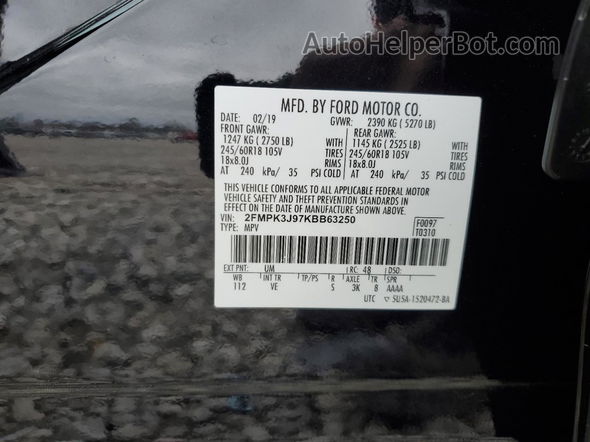 AutoHelperBot.com
MFD. BY FORD MOTOR CO.
DATE: 02/19 GVWR: 2390 KG ( 5270 LB)
FRONT GAWR: REAR GAWR:
1247 KG ( 2750 LB) WITH 1145 KG ( 2525 LB) WITH
245/60R18 105V TIRES 245/60R18 105V TIRES
18x8.0J RIMS 18x8.0J RIMS
AT 240 kPa/ 35 PSI COLD AT 240 kPa/ 35 PSI COLD
THIS VEHICLE CONFORMS TO ALL APPLICABLE FEDERAL MOTOR
VEHICLE SAFETY AND THEFT PREVENTION STANDARDS IN
EFFECT ON THE DATE OF MANUFACTURE SHOWN ABOVE.
VIN: 2FMPK3J97KBB63250 F0097
TYPE: MPV T0310
EXT PNT: UM RC: 48 DSO:
WB INT TR TP/PS R AXLE TR SPR
112 VE S 3K 8 AAAA
UTC ▽ 5U5A-1520472-BA